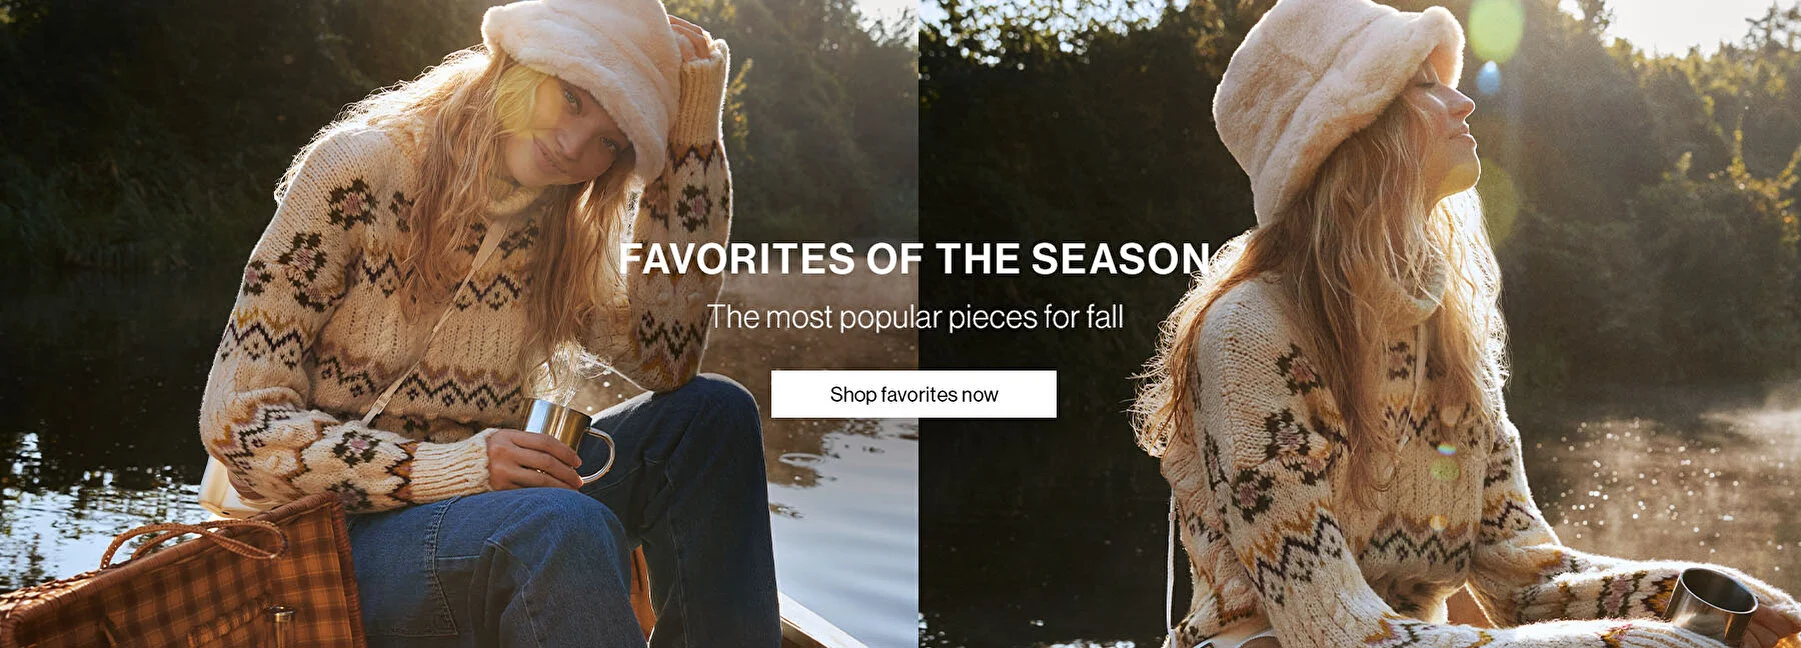 FAVORITES OF THE SEASON
The most popular pieces for fall
Shop favorites now